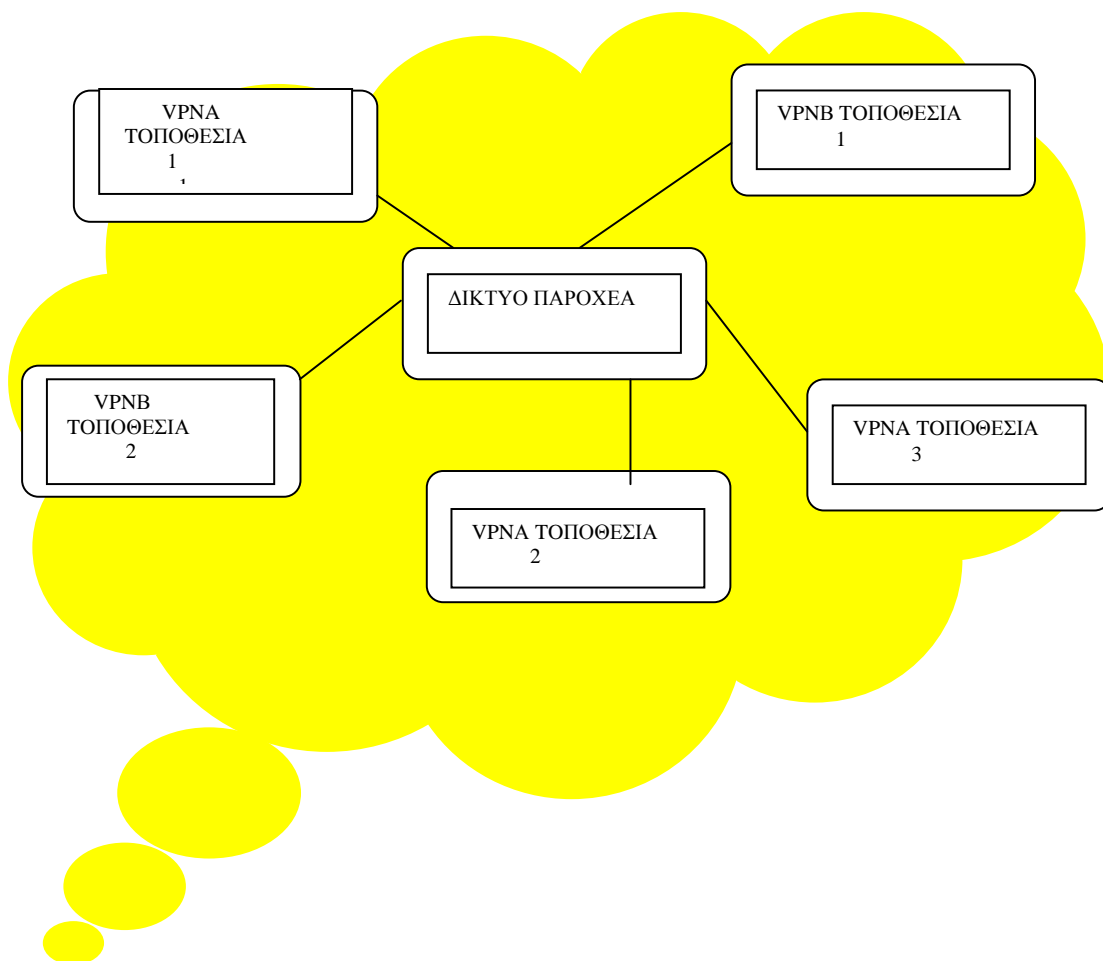 VPNA
ΤΟΠΟΘΕΣΙΑ
1
VPNB ΤΟΠΟΘΕΣΙΑ
1
ΔΙΚΤΥΟ ΠΑΡΟΧΕΑ
VPNB
ΤΟΠΟΘΕΣΙΑ
2
VPNA ΤΟΠΟΘΕΣΙΑ
3
VPNA ΤΟΠΟΘΕΣΙΑ
2